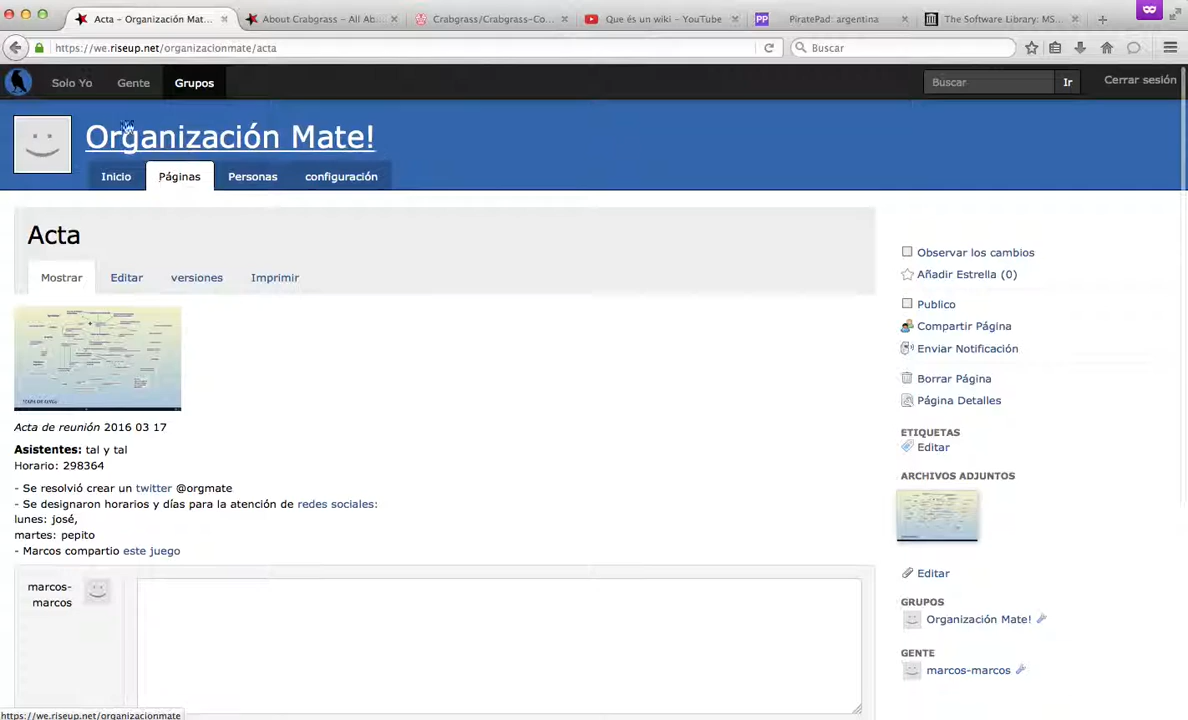 Acta – Organización Mat...
About Crabgrass – All Ab...
Crabgrass/Crabgrass-Co...
Que és un wiki - YouTube
PP PiratePad: argentina
The Software Library: MS...
https://we.riseup.net/organizacionmate/acta
Buscar
Solo Yo Gente Grupos
Buscar Ir
Cerrar sesión
Organización Mate!
Inicio Páginas Personas configuración
Acta
Mostrar Editar versiones Imprimir
Acta de reunión 2016 03 17
Asistentes: tal y tal
Horario: 298364
- Se resolvió crear un twitter @orgmate
- Se designaron horarios y días para la atención de redes sociales:
lunes: josé,
martes: pepito
- Marcos compartio este juego
marcos-
marcos
Observar los cambios
Añadir Estrella (0)
Publico
Compartir Página
Enviar Notificación
Borrar Página
Página Detalles
ETIQUETAS
Editar
ARCHIVOS ADJUNTOS
Editar
GRUPOS
Organización Mate!
GENTE
marcos-marcos
https://we.riseup.net/organizacionmate